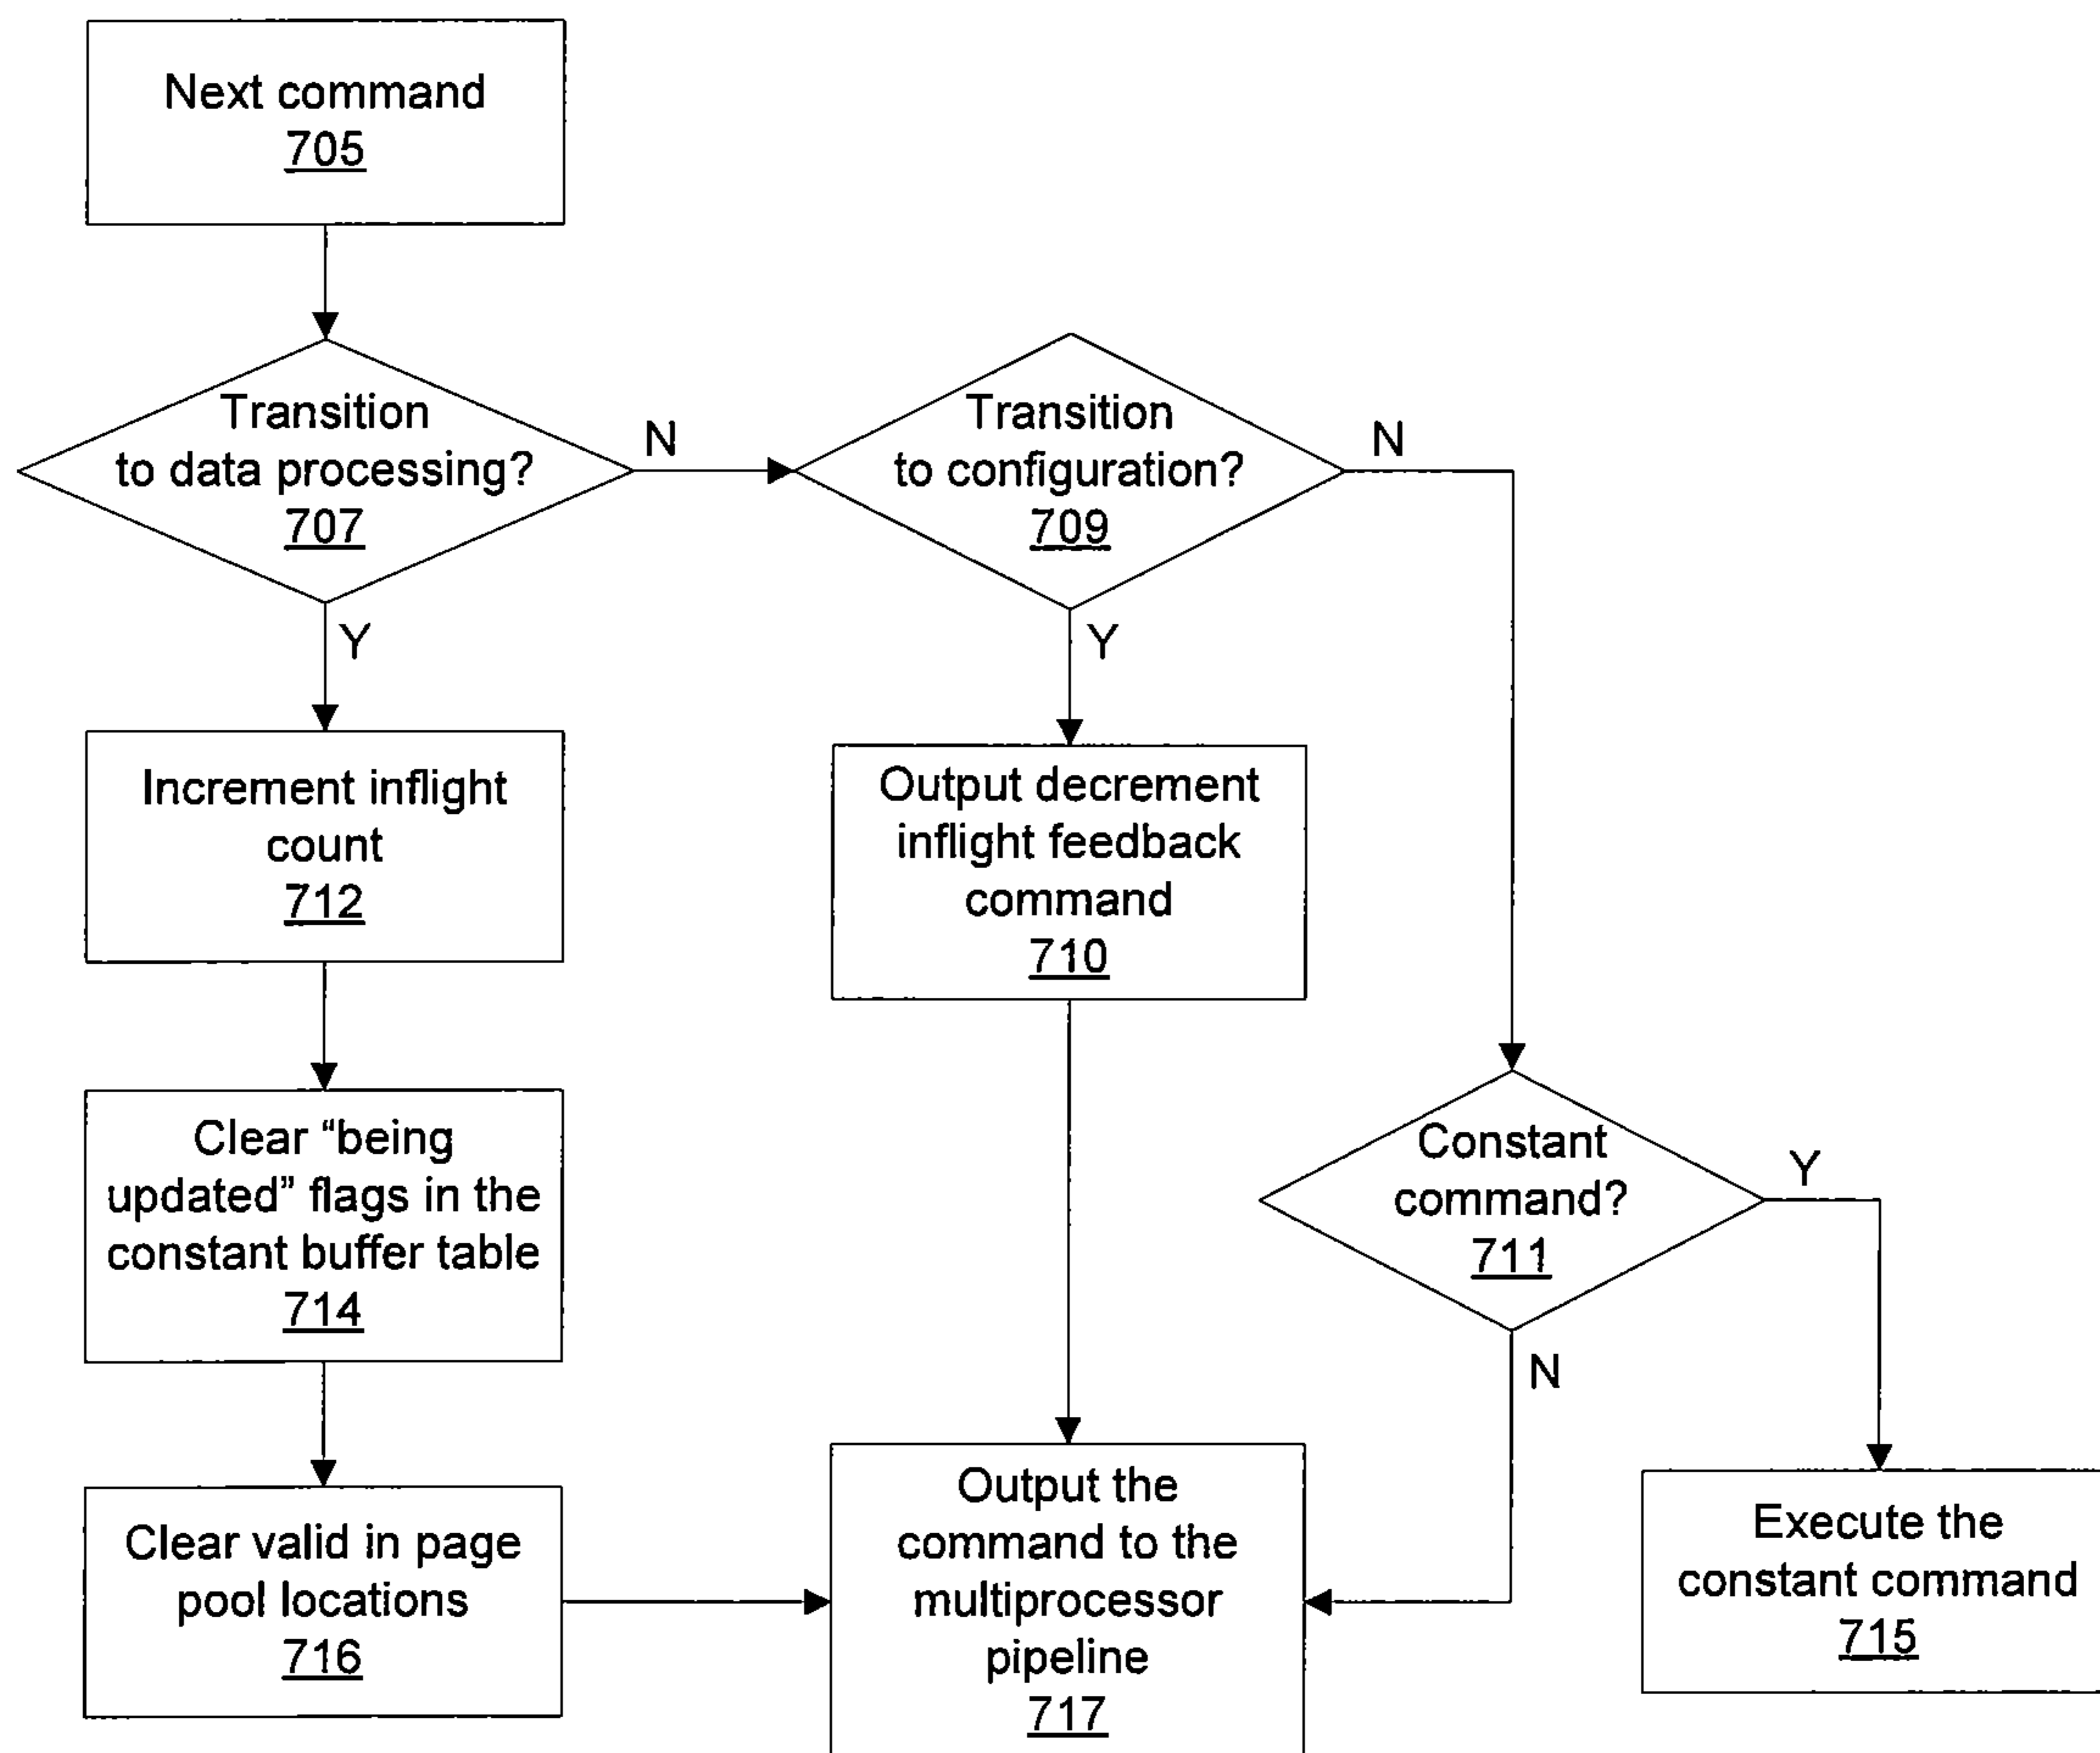 Next command
705
Transition
to data processing?
707
N
Transition
to configuration?
709
N
Y
Y
Increment inflight
count
712
Output decrement
inflight feedback
command
710
Clear “being
updated” flags in the
constant buffer table
714
Constant
command?
711
Y
N
Clear valid in page
pool locations
716
Output the
command to the
multiprocessor
pipeline
717
Execute the
constant command
715